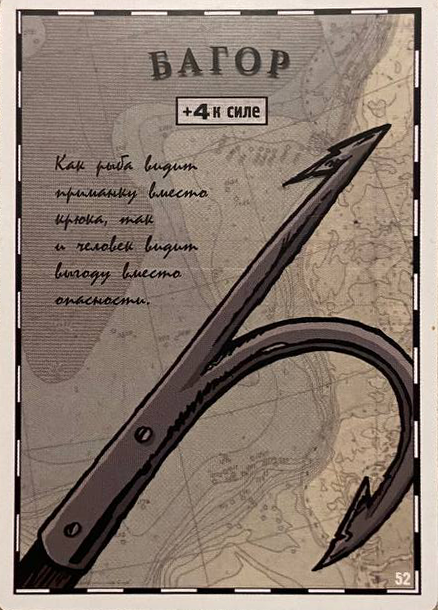 БАГОР
+4 к силе
Как рыба видит
приманку вместо
крюка, так
и человек видит
выгоду вместо
опасности.
52